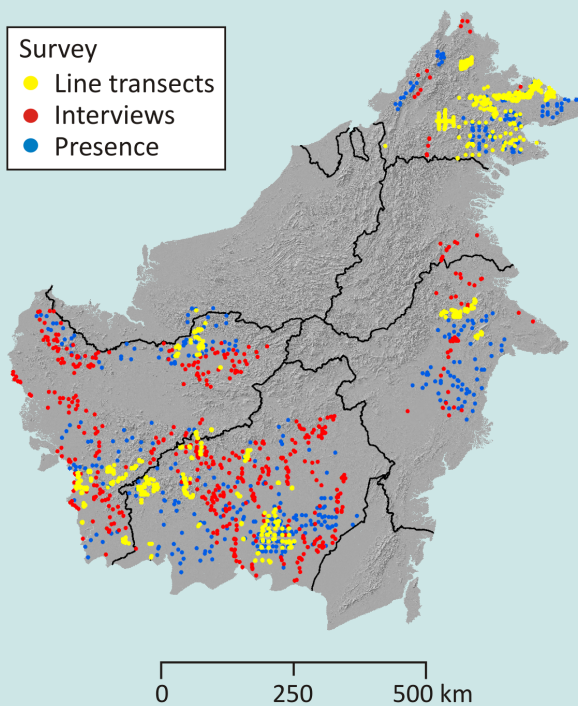 Survey
Line transects
Interviews
Presence
0 250 500 km